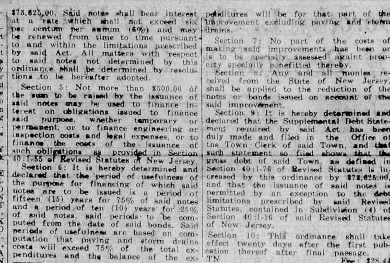 $73,625.00. Said notes shall bear interest
at a rate which shall not exceed six
per centum per annum (6%) and may
be renewed from time to time pursuant
to and within the limitations prescribed
by said Act. All matters with respect
to said notes not determined by this
ordinance shall be determined by resolu-
tions to be hereafter adopted.
Section 5: Not more than $500.00 of
the sum to be raised by the issuance of
said notes may be used to finance in-
terest on obligations issued to finance
said purpose, whether temporary or
permanent, or to finance engineering or
inspection costs and legal expenses, or to
finance the costs of the issuance of
such obligations as provided in Section
40:1-55 of Revised Statutes of New Jersey.
Section 6: It is hereby determined and
declared that the period of usefulness of
the purpose for financing of which said
notes are to be issued is a period of
fifteen (15) years for 75% of said notes
and a period of ten (10) years for 25%
of said notes, said periods to be com-
puted from the date of said bonds. Said
periods of usefulness are based on com-
putation that paving and storm drains
costs will exceed 75% of the total ex-
penditures and the balance of the ex-
penditures will be for that part of the
improvement excluding paving and storm
drains.
Section 7: No part of the costs of
making said improvements has been or
is to be specially assessed against prop-
erty specially benefitted thereby.
Section 8: Any and all monies re-
ceived from the State of New Jersey
shall be applied to the reduction of the
notes or bonds issued on account of the
said improvement.
Section 9: It is hereby determined and
declared that the Supplemental Debt State-
ment required by said Act has been
duly made and filed in the Office of
the Town Clerk of said Town, and that
such statement so filed shows that the
gross debt of said Town, as defined in
Section 40:1-76 of Revised Statutes is in-
creased by this ordinance by $73,625.00
and that the issuance of said notes is
permitted by an exception to the debt
limitations prescribed by said Revised
Statutes, contained in Subdivision
Section 40:1-16 of said Revised Statutes
of New Jersey.
Section 10: This ordinance shall take
effect twenty days after the first publi-
cation thereof after final passage.
TN